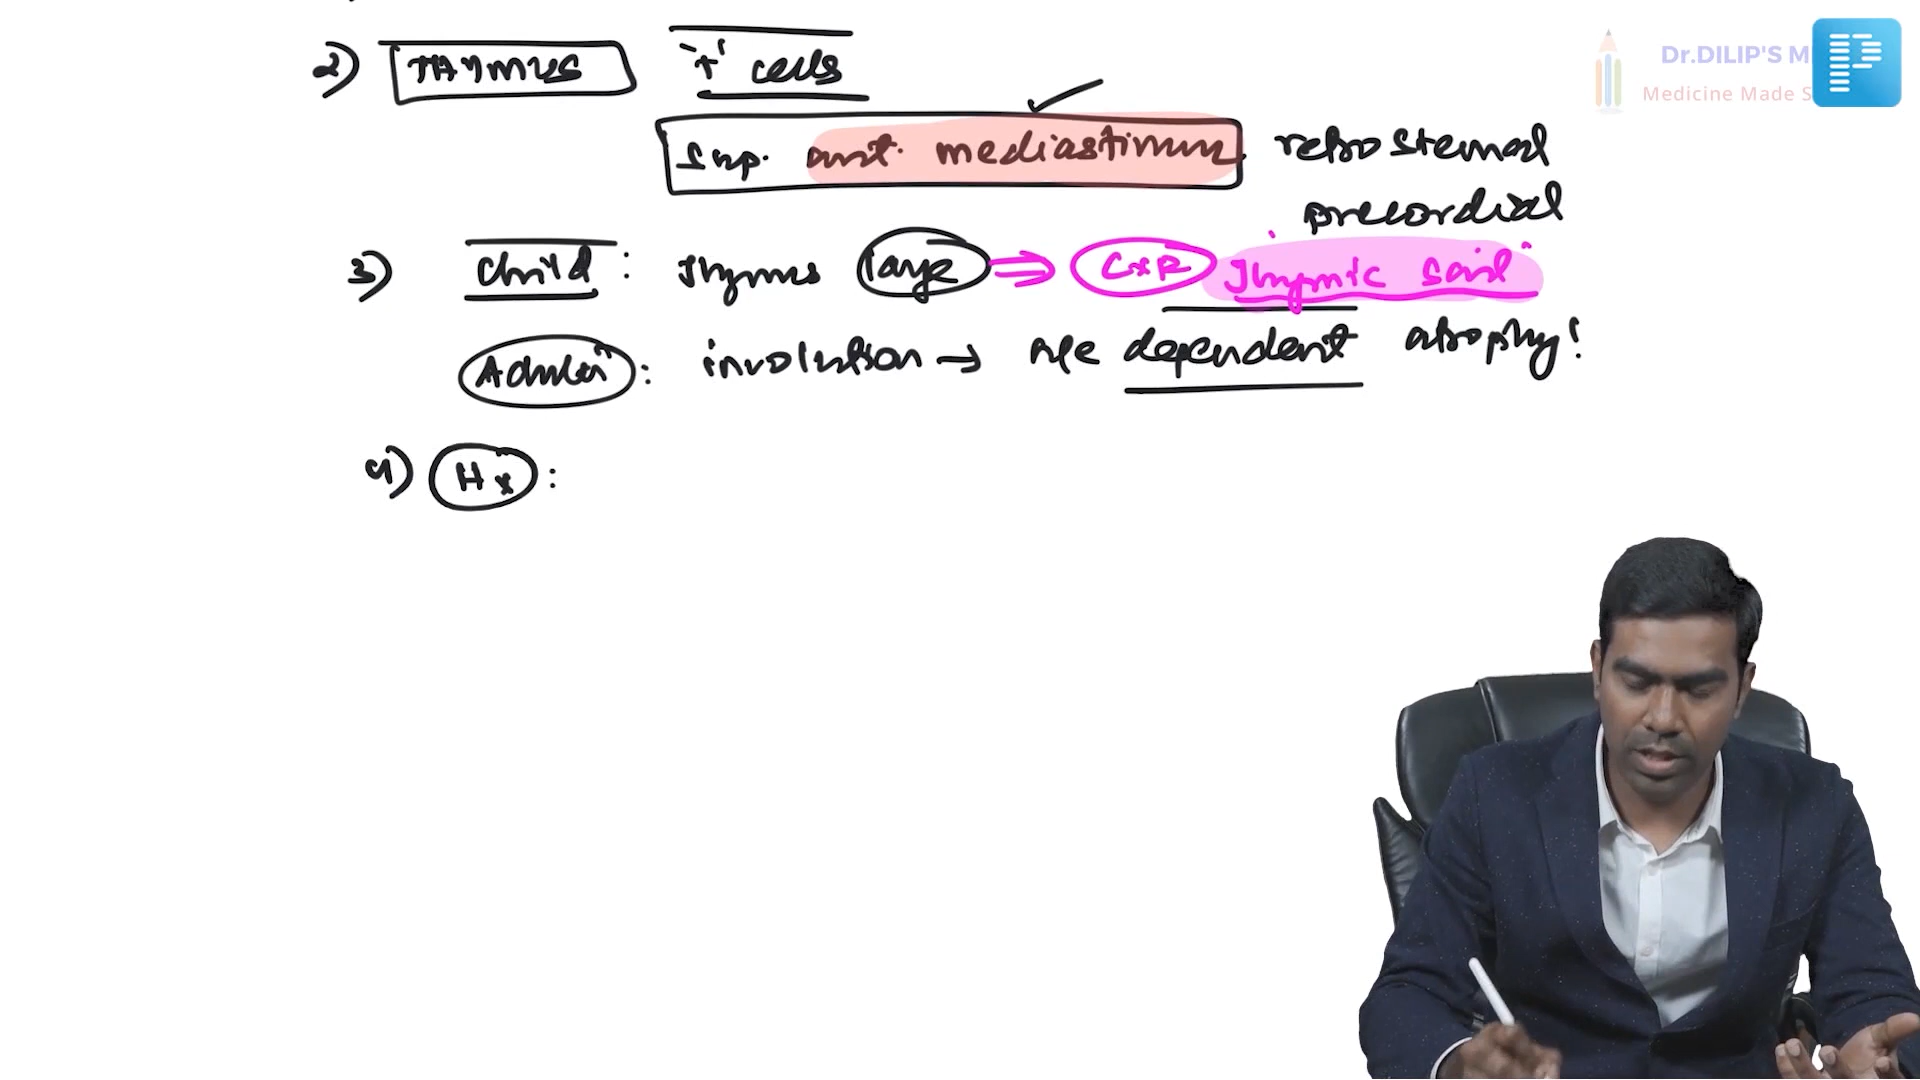 2) THYMUS 'T' cells
Dr.DILIP'S M
Medicine Made S
Sup. ant. mediastinum retrosternal
precordial
3) Child : Thymus large ⇒ CXR Thymic Sail"
: involution → Age dependent atrophy!
4) Hx :